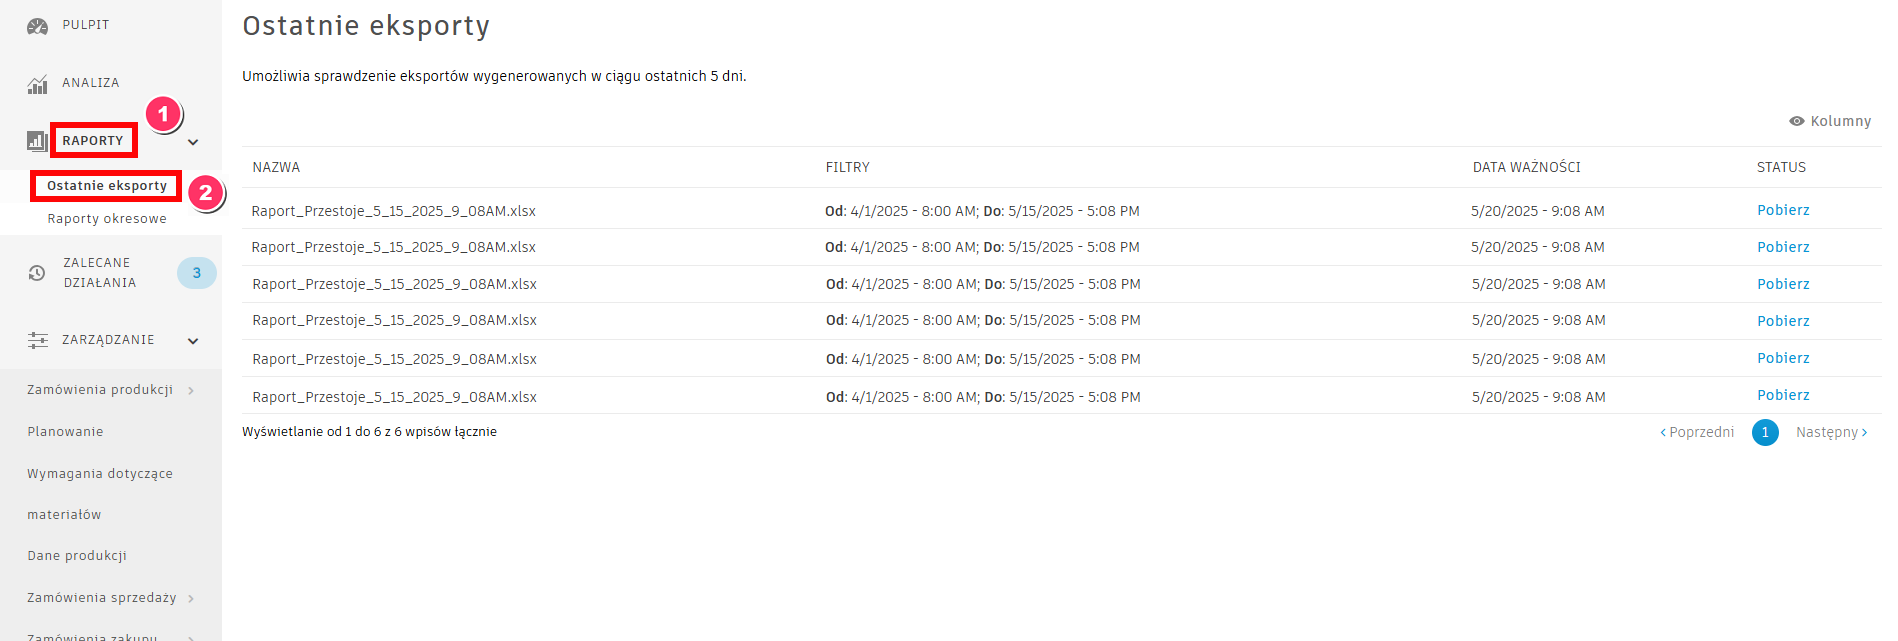 PULPIT
ANALIZA
1
RAPORTY
Ostatnie eksporty
2
Raporty okresowe
ZALECANE
DZIAŁANIA
3
ZARZĄDZANIE
Zamówienia produkcji
Planowanie
Wymagania dotyczące
materiałów
Dane produkcji
Zamówienia sprzedaży
Zamówienia zakupu
Ostatnie eksporty
Umożliwia sprawdzenie eksportów wygenerowanych w ciągu ostatnich 5 dni.
Kolumny
NAZWA FILTRY DATA WAŻNOŚCI STATUS
Raport_Przestoje_5_15_2025_9_08AM.xlsx Od: 4/1/2025 - 8:00 AM; Do: 5/15/2025 - 5:08 PM 5/20/2025 - 9:08 AM Pobierz
Raport_Przestoje_5_15_2025_9_08AM.xlsx Od: 4/1/2025 - 8:00 AM; Do: 5/15/2025 - 5:08 PM 5/20/2025 - 9:08 AM Pobierz
Raport_Przestoje_5_15_2025_9_08AM.xlsx Od: 4/1/2025 - 8:00 AM; Do: 5/15/2025 - 5:08 PM 5/20/2025 - 9:08 AM Pobierz
Raport_Przestoje_5_15_2025_9_08AM.xlsx Od: 4/1/2025 - 8:00 AM; Do: 5/15/2025 - 5:08 PM 5/20/2025 - 9:08 AM Pobierz
Raport_Przestoje_5_15_2025_9_08AM.xlsx Od: 4/1/2025 - 8:00 AM; Do: 5/15/2025 - 5:08 PM 5/20/2025 - 9:08 AM Pobierz
Raport_Przestoje_5_15_2025_9_08AM.xlsx Od: 4/1/2025 - 8:00 AM; Do: 5/15/2025 - 5:08 PM 5/20/2025 - 9:08 AM Pobierz
Wyświetlanie od 1 do 6 z 6 wpisów łącznie
Poprzedni 1 Następny